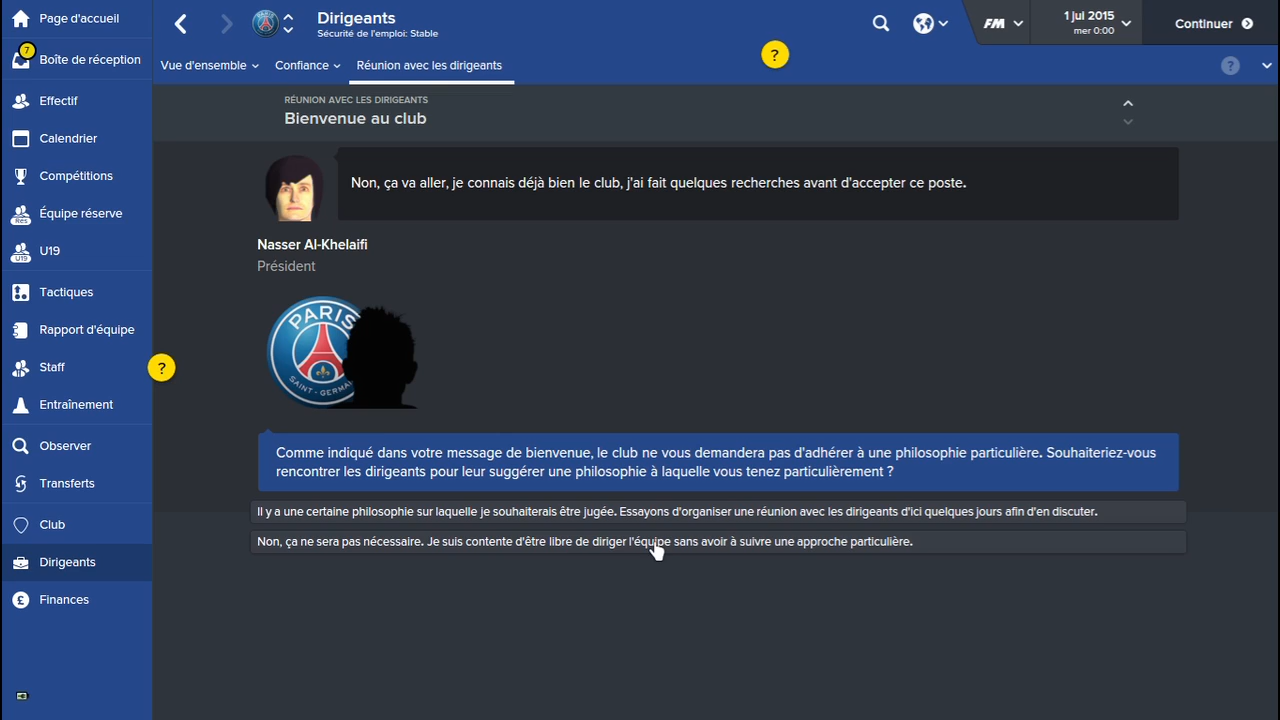 Page d'accueil
7
Boîte de réception
Effectif
Calendrier
Compétitions
Res
Équipe réserve
U19
U19
Tactiques
Rapport d'équipe
Staff
?
Entraînement
Observer
Transferts
Club
Dirigeants
£
Finances
Dirigeants
Sécurité de l'emploi: Stable
?
FM
1 jul 2015
mer 0:00
Continuer
Vue d'ensemble
Confiance
Réunion avec les dirigeants
?
RÉUNION AVEC LES DIRIGEANTS
Bienvenue au club
Non, ça va aller, je connais déjà bien le club, j'ai fait quelques recherches avant d'accepter ce poste.
Nasser Al-Khelaifi
Président
PARIS
SAINT-GERMA
Comme indiqué dans votre message de bienvenue, le club ne vous demandera pas d'adhérer à une philosophie particulière. Souhaiteriez-vous
rencontrer les dirigeants pour leur suggérer une philosophie à laquelle vous tenez particulièrement ?
Il y a une certaine philosophie sur laquelle je souhaiterais être jugée. Essayons d'organiser une réunion avec les dirigeants d'ici quelques jours afin d'en discuter.
Non, ça ne sera pas nécessaire. Je suis contente d'être libre de diriger l'équipe sans avoir à suivre une approche particulière.